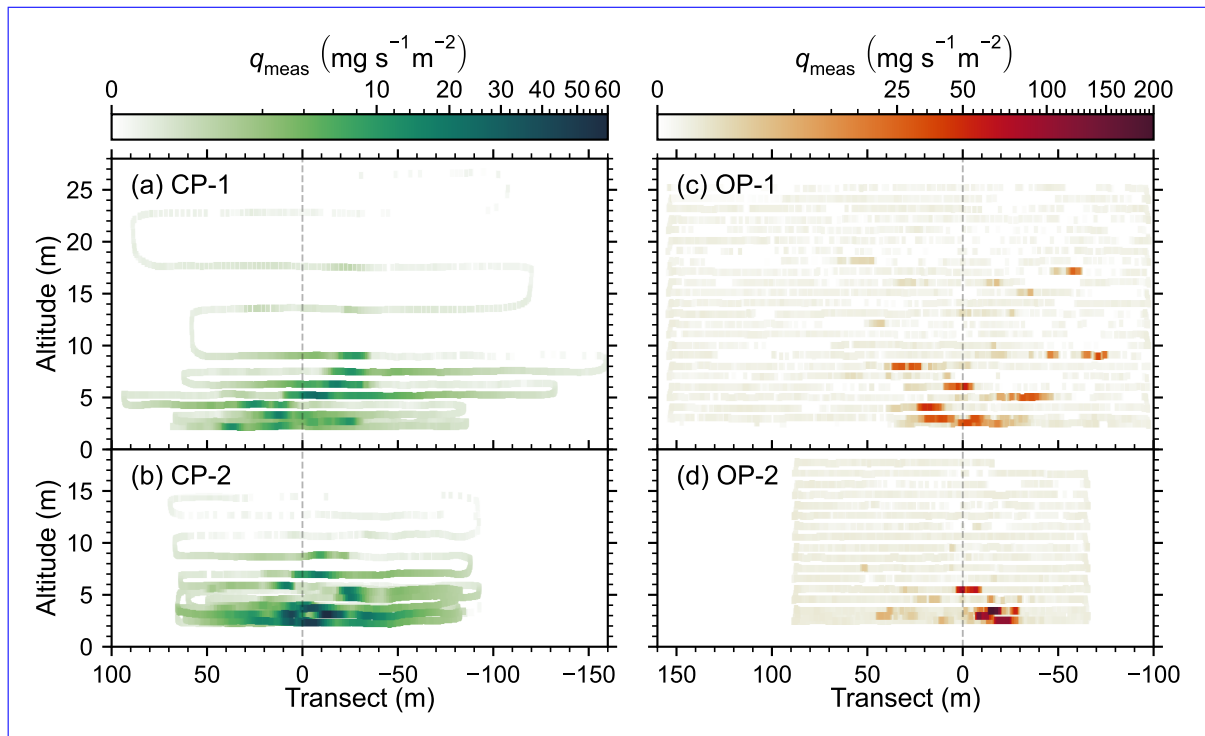 q_meas (mg s⁻¹m⁻²)
0 10 20 30 40 50 60
q_meas (mg s⁻¹m⁻²)
0 25 50 100 150 200
(a) CP-1
(c) OP-1
Altitude (m)
25
20
15
10
5
0
(b) CP-2
(d) OP-2
Altitude (m)
15
10
5
0
100 50 0 −50 −100 −150
Transect (m)
150 100 50 0 −50 −100
Transect (m)